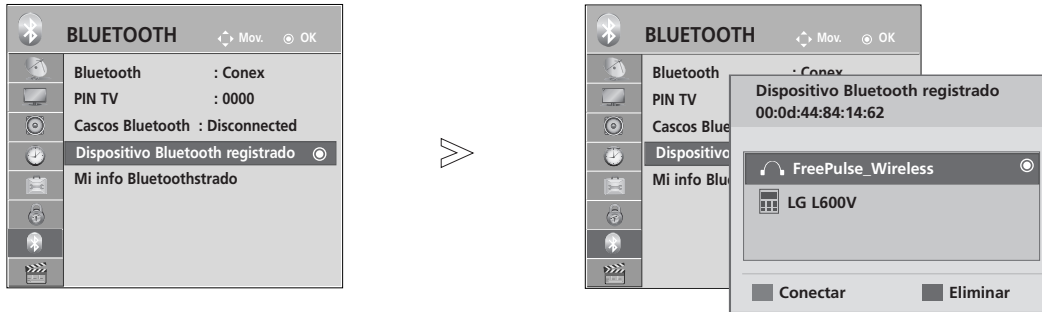 BLUETOOTH Mov. OK
Bluetooth : Conex
PIN TV : 0000
Cascos Bluetooth : Disconnected
Dispositivo Bluetooth registrado
Mi info Bluetoothstrado
BLUETOOTH Mov. OK
Bluetooth : Conex
PIN TV
Cascos Blue
Dispositivo
Mi info Blu
Dispositivo Bluetooth registrado
00:0d:44:84:14:62
FreePulse_Wireless
LG L600V
Conectar Eliminar